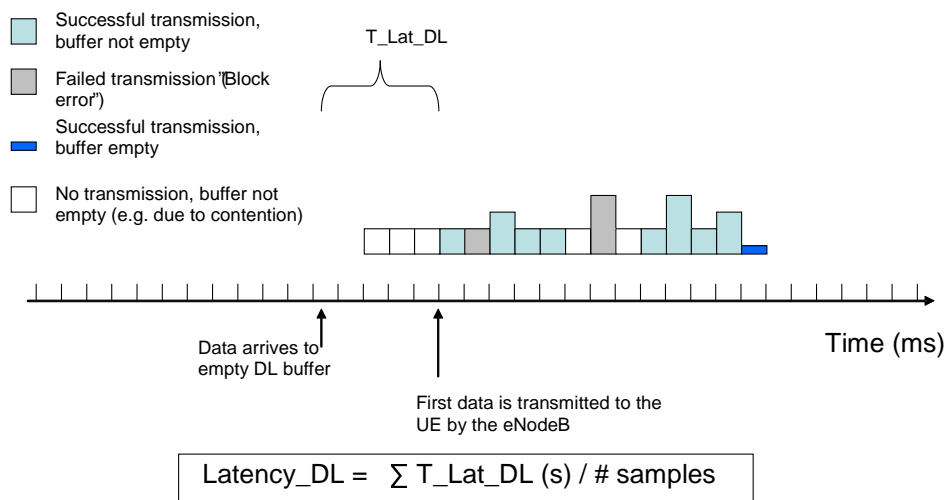 Successful transmission,
buffer not empty
Failed transmission"(Block
error")
Successful transmission,
buffer empty
No transmission, buffer not
empty (e.g. due to contention)
T_Lat_DL
Data arrives to
empty DL buffer
First data is transmitted to the
UE by the eNodeB
Time (ms)
Latency_DL = ∑ T_Lat_DL (s) / # samples